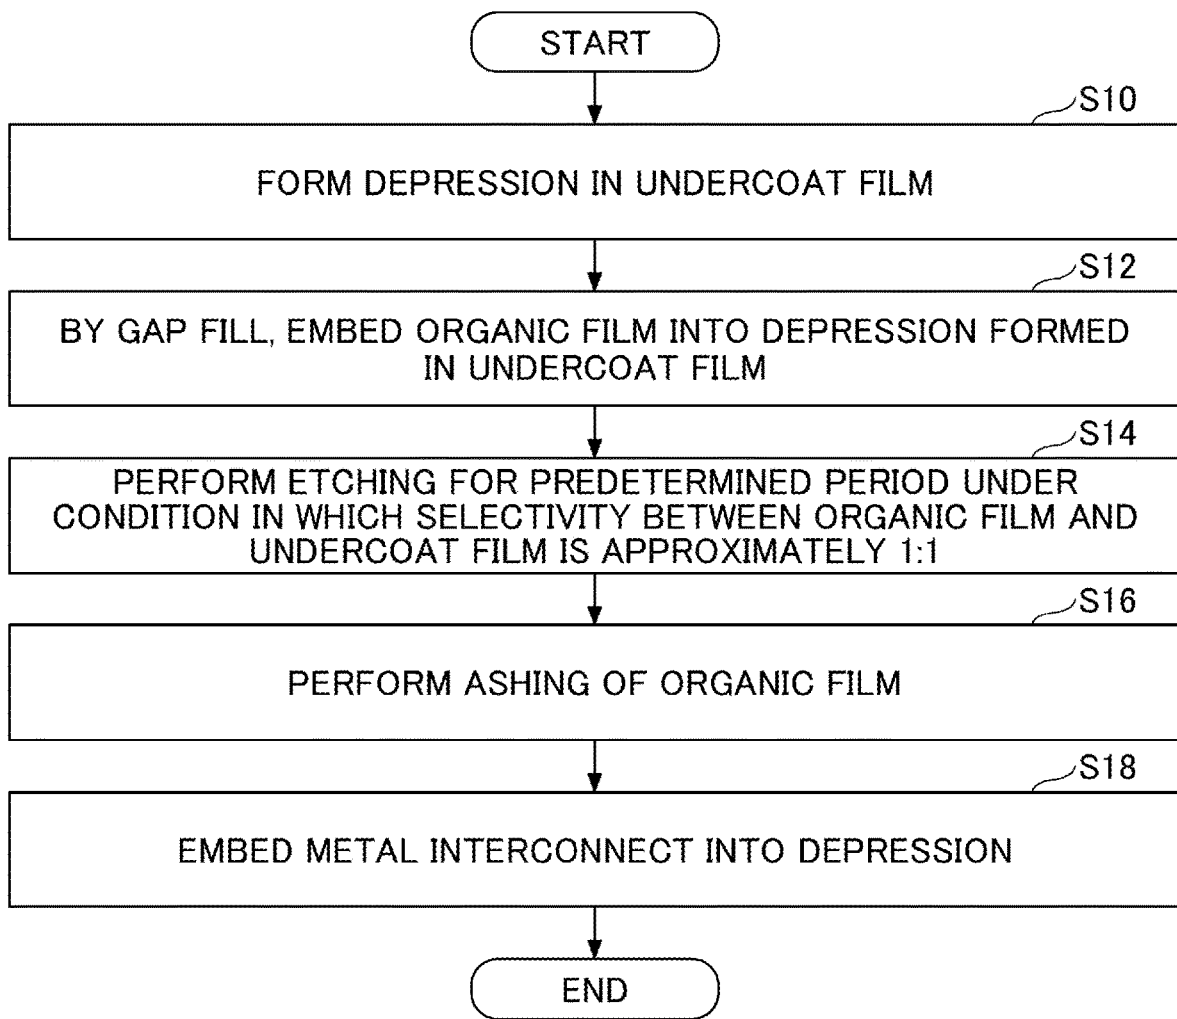 START
S10
FORM DEPRESSION IN UNDERCOAT FILM
S12
BY GAP FILL, EMBED ORGANIC FILM INTO DEPRESSION FORMED
IN UNDERCOAT FILM
S14
PERFORM ETCHING FOR PREDETERMINED PERIOD UNDER
CONDITION IN WHICH SELECTIVITY BETWEEN ORGANIC FILM AND
UNDERCOAT FILM IS APPROXIMATELY 1:1
S16
PERFORM ASHING OF ORGANIC FILM
S18
EMBED METAL INTERCONNECT INTO DEPRESSION
END